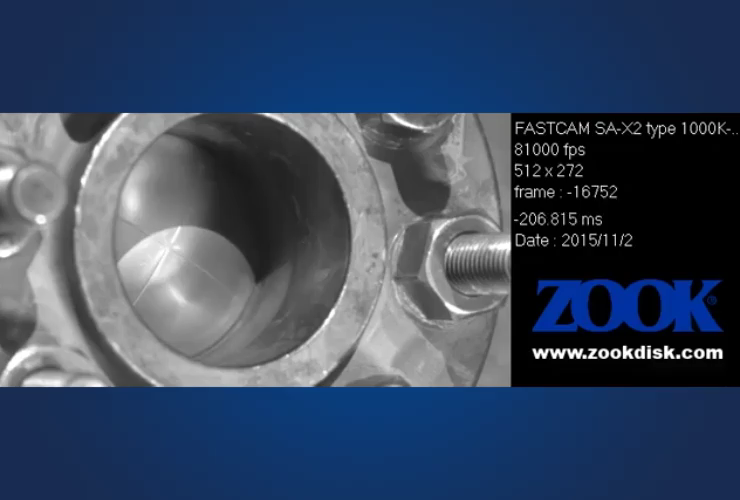 FASTCAM SA-X2 type 1000K-...
81000 fps
512 x 272
frame : -16752
-206.815 ms
Date : 2015/11/2
ZOOK®
www.zookdisk.com